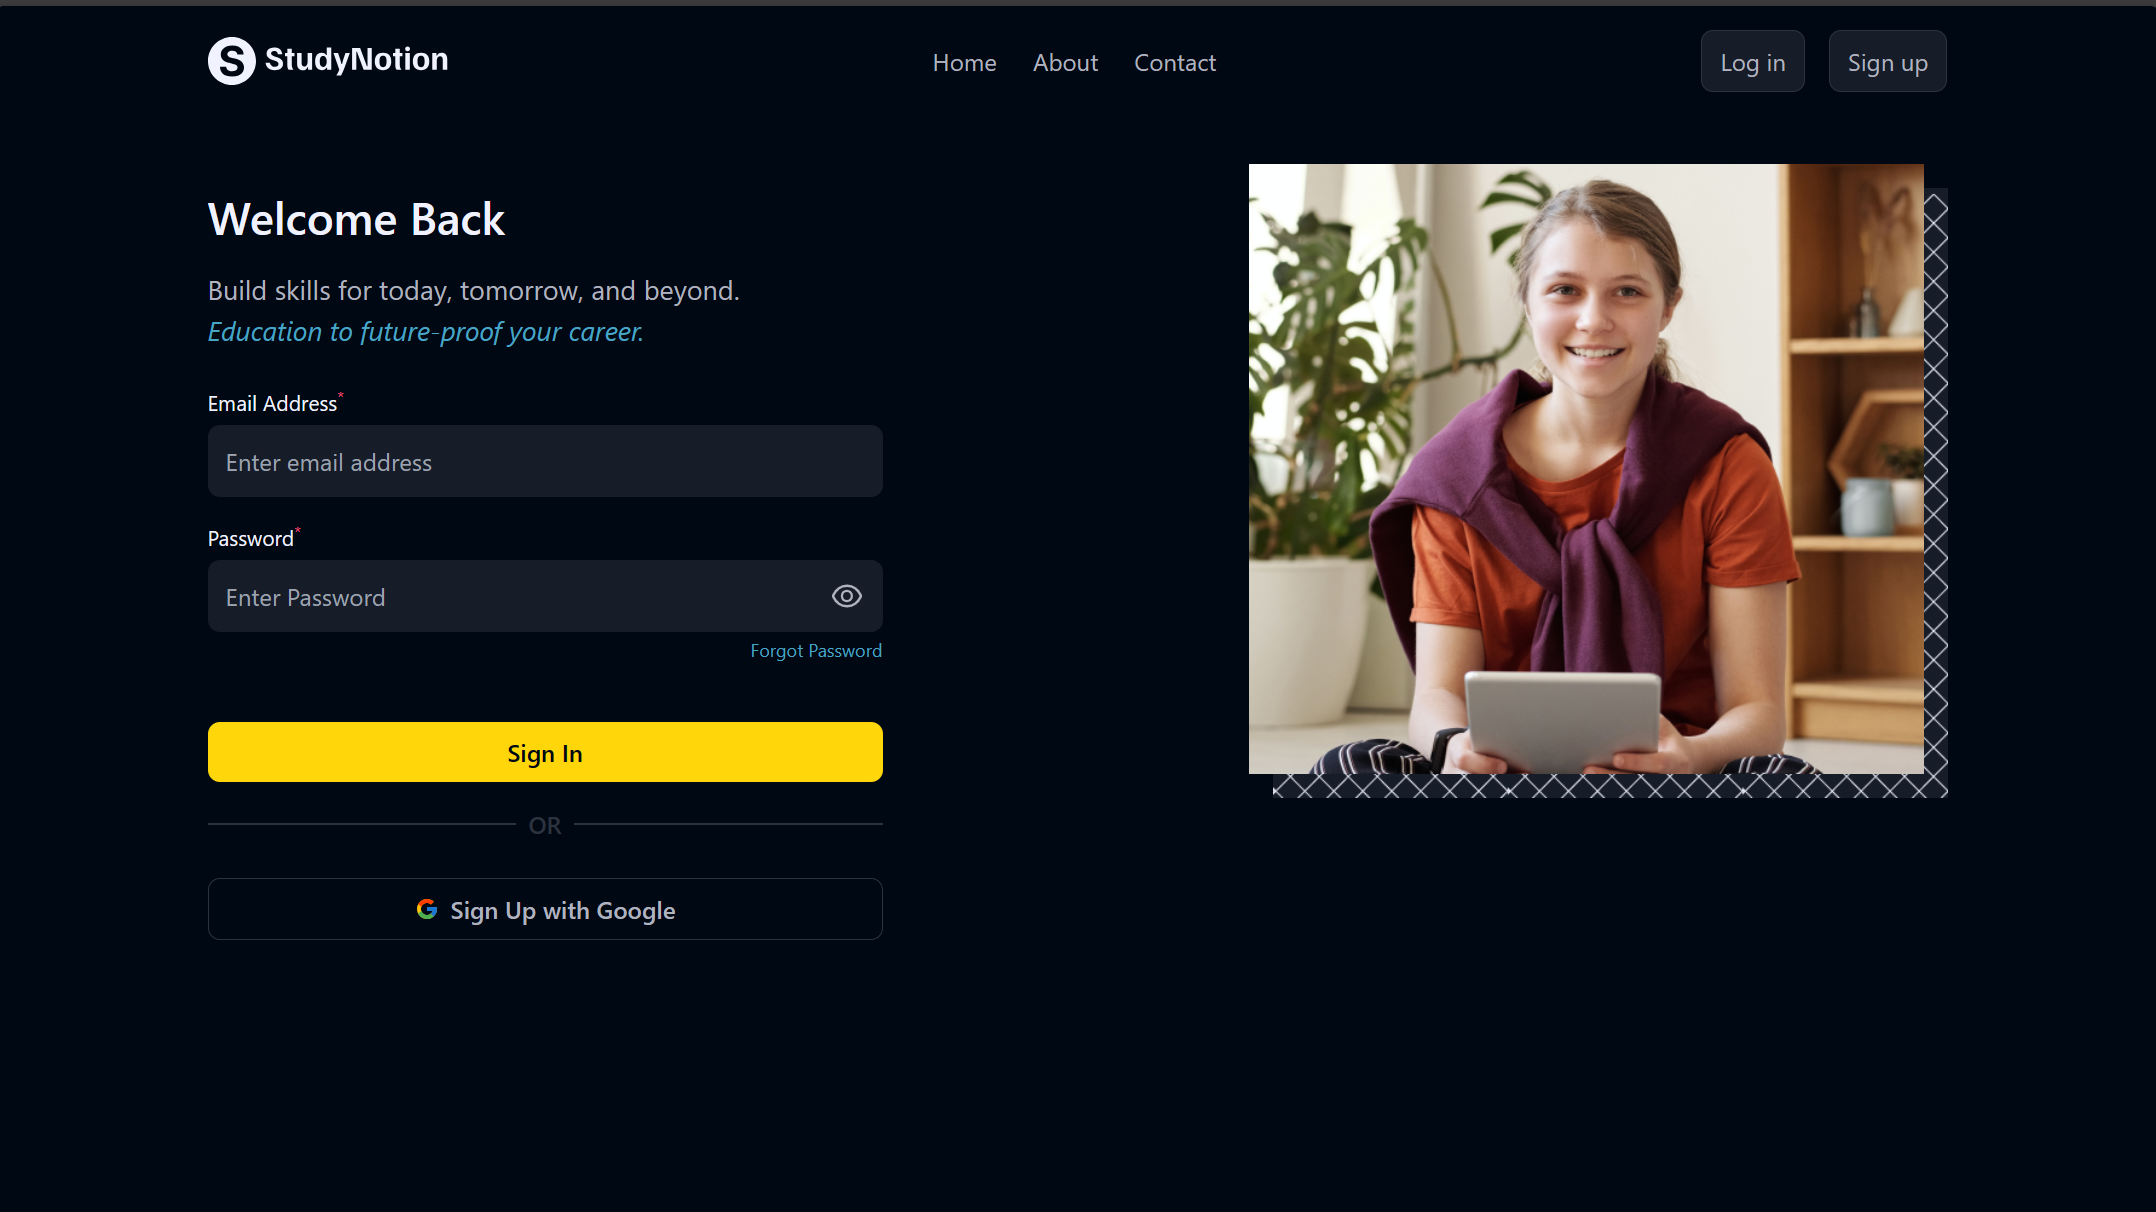 S StudyNotion
Home About Contact
Log in Sign up
Welcome Back
Build skills for today, tomorrow, and beyond.
Education to future-proof your career.
Email Address*
Enter email address
Password*
Enter Password
Forgot Password
Sign In
OR
Sign Up with Google